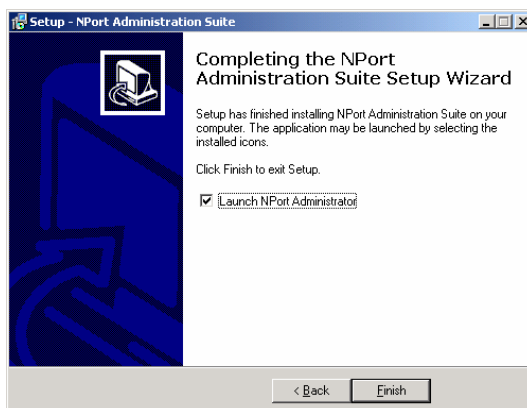 Setup - NPort Administration Suite
Completing the NPort
Administration Suite Setup Wizard
Setup has finished installing NPort Administration Suite on your
computer. The application may be launched by selecting the
installed icons.
Click Finish to exit Setup.
Launch NPort Administrator
< Back Finish